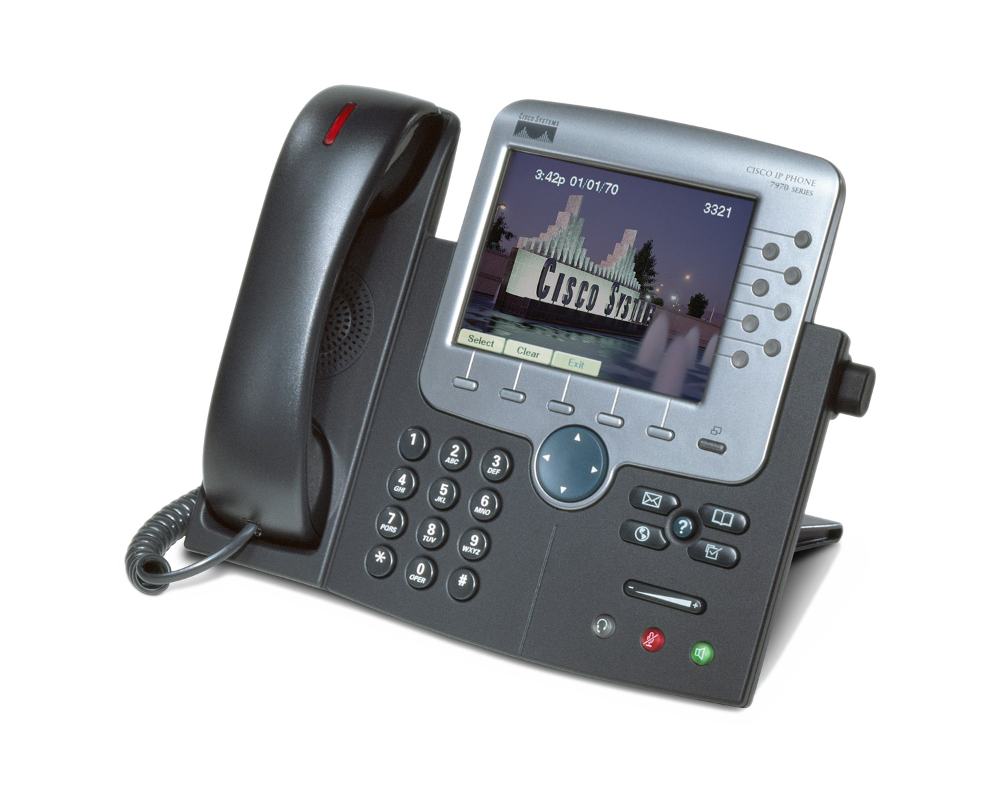 CISCO SYSTEMS
CISCO IP PHONE
7970 SERIES
3:42p 01/01/70
3321
CISCO SYSTEMS
Select Clear Exit
1
2 ABC
3 DEF
4 GHI
5 JKL
6 MNO
7 PQRS
8 TUV
9 WXYZ
*
0 OPER
#
?
- +